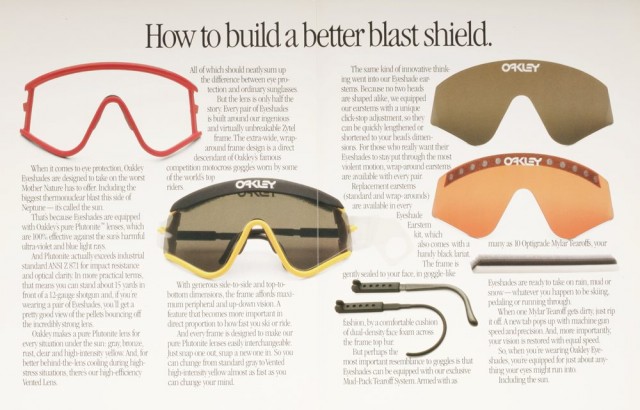 How to build a better blast shield.
When it comes to eye protection, Oakley
Eyeshades are designed to take on the worst
Mother Nature has to offer. Including the
biggest thermonuclear blast this side of
Neptune — it's called the sun.
That's because Eyeshades are equipped
with Oakley's pure Plutonite™ lenses, which
are 100% effective against the sun's harmful
ultra-violet and blue light rays.
And Plutonite actually exceeds industrial
standard ANSI Z 87.1 for impact resistance
and optical clarity. In more practical terms,
that means you can stand about 15 yards in
front of a 12-gauge shotgun and, if you're
wearing a pair of Eyeshades, you'll get a
pretty good view of the pellets bouncing off
the incredibly strong lens.
Oakley makes a pure Plutonite lens for
every situation under the sun: gray, bronze,
rust, clear and high-intensity yellow. And, for
better behind-the-lens cooling during high-
stress situations, there's our high-efficiency
Vented Lens.
All of which should neatly sum up
the difference between eye pro-
tection and ordinary sunglasses.
But the lens is only half the
story. Every pair of Eyeshades
is built around our ingenious
and virtually unbreakable Zytel
frame. The extra-wide, wrap-
around frame design is a direct
descendant of Oakley's famous
competition motocross goggles worn by some
of the world's top
riders.
OAKLEY
With generous side-to-side and top-to-
bottom dimensions, the frame affords maxi-
mum peripheral and up-down vision. A
feature that becomes more important in
direct proportion to how fast you ski or ride.
And every frame is designed to make our
pure Plutonite lenses easily interchangeable.
Just snap one out, snap a new one in. So you
can change from standard gray to Vented
high-intensity yellow almost as fast as you
can change your mind.
The same kind of innovative think-
ing went into our Eyeshade ear-
stems. Because no two heads
are shaped alike, we equipped
our earstems with a unique
click-stop adjustment, so they
can be quickly lengthened or
shortened to your head's dimen-
sions. For those who really want their
Eyeshades to stay put through the most
violent motion, wrap-around earstems
are available with every pair.
Replacement earstems
(standard and wrap-arounds)
are available in every
Eyeshade
Earstem
kit, which
also comes with a
handy black lariat.
The frame is
gently sealed to your face, in goggle-like
fashion, by a comfortable cushion
of dual-density face foam across
the frame top bar.
But perhaps the
most important resemblance to goggles is that
Eyeshades can be equipped with our exclusive
Mud-Pack Tearoff System. Armed with as
OAKLEY
OAKLEY
many as 10 Optigrade Mylar Tearoffs, your
Eyeshades are ready to take on rain, mud or
snow — whatever you happen to be skiing,
pedaling or running through.
When one Mylar Tearoff gets dirty, just rip
it off. A new tab pops up with machine gun
speed and precision. And, more importantly,
your vision is restored with equal speed.
So, when you're wearing Oakley Eye-
shades, you're equipped for just about any-
thing your eyes might run into.
Including the sun.